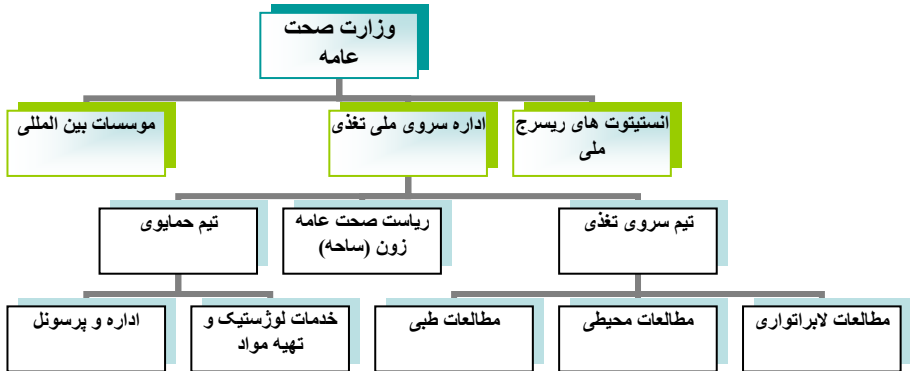 وزارت صحت
عامه
انستیتوت های ریسرچ
ملی
اداره سروی ملی تغذی
موسسات بین المللی
تیم سروی تغذی
ریاست صحت عامه
زون (ساحه)
تیم حمایوی
مطالعات لابراتواری
مطالعات محیطی
مطالعات طبی
خدمات لوژستیک و
تهیه مواد
اداره و پرسونل